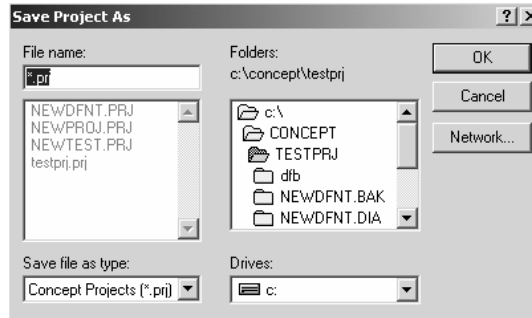 Save Project As
File name:
*.prj
NEWDFNT.PRJ
NEWPROJ.PRJ
NEWTEST.PRJ
testprj.prj
Save file as type:
Concept Projects (*.prj)
Folders:
c:\concept\testprj
c:\
CONCEPT
TESTPRJ
dfb
NEWDFNT.BAK
NEWDFNT.DIA
Drives:
c:
OK
Cancel
Network...